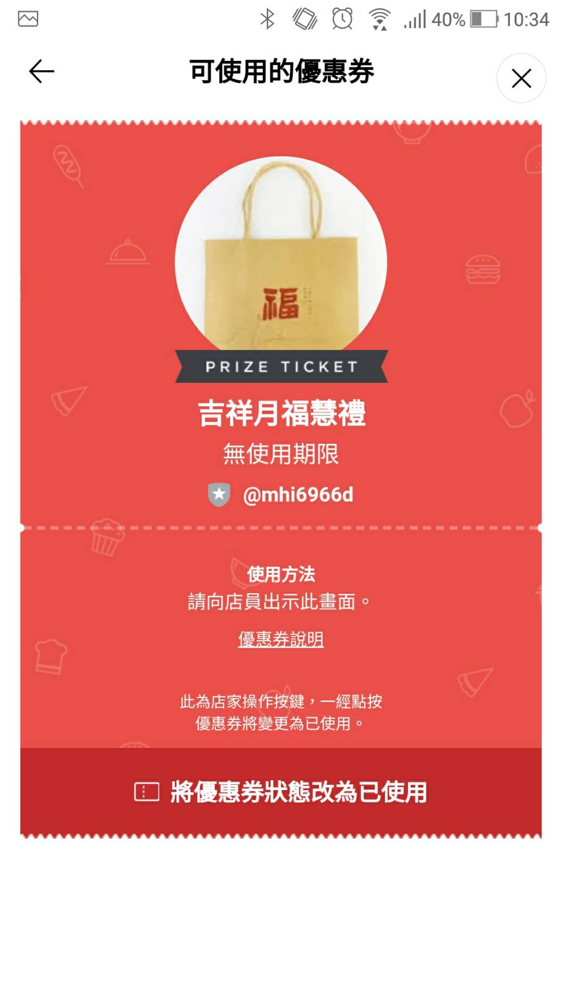 40% 10:34
可使用的優惠券
福
PRIZE TICKET
吉祥月福慧禮
無使用期限
@mhi6966d
使用方法
請向店員出示此畫面。
優惠券說明
此為店家操作按鍵，一經點按
優惠券將變更為已使用。
將優惠券狀態改為已使用